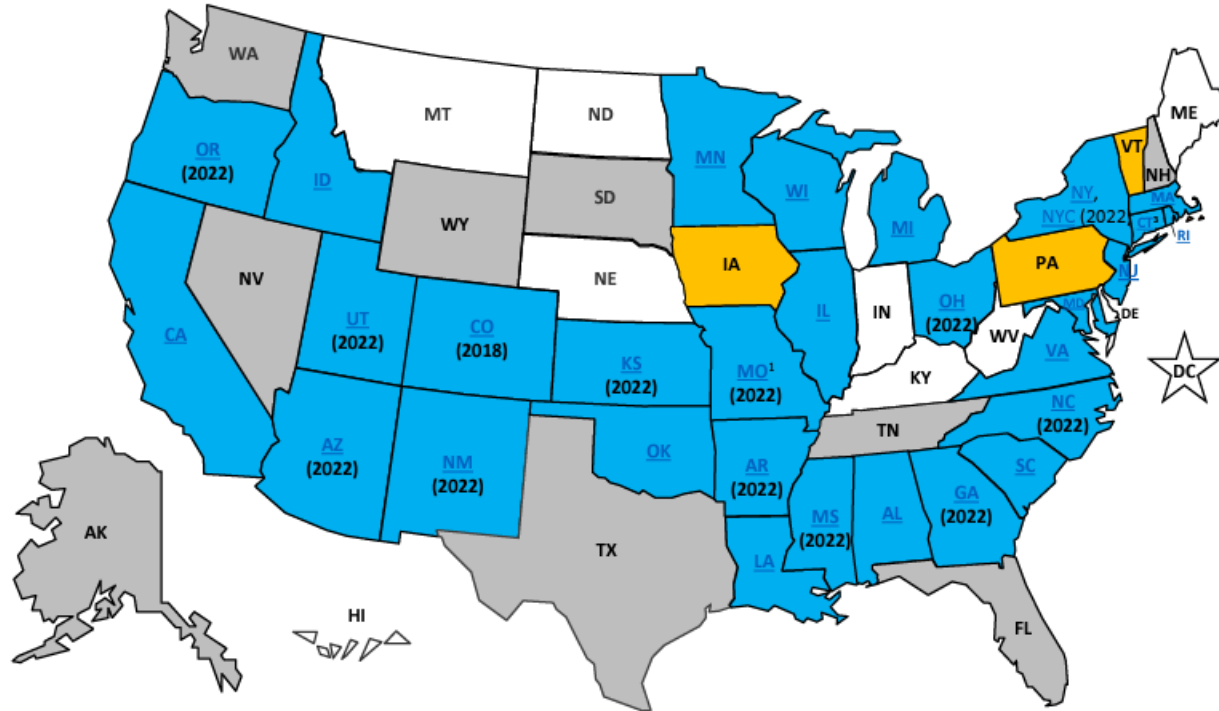 WA
MT
ND
ME
OR
(2022)
ID
MN
VT
NH
WI
SD
WY
NY,
MA
NYC (2022
CT³
RI
MI
NV
NE
IA
PA
NJ
CA
UT
(2022)
CO
(2018)
IL
IN
OH
(2022)
MD
DE
WV
KS
(2022)
MO¹
(2022)
VA
DC
KY
NC
(2022)
TN
AZ
(2022)
NM
(2022)
OK
AR
(2022)
SC
GA
(2022)
MS
(2022)
AL
AK
TX
LA
HI
FL